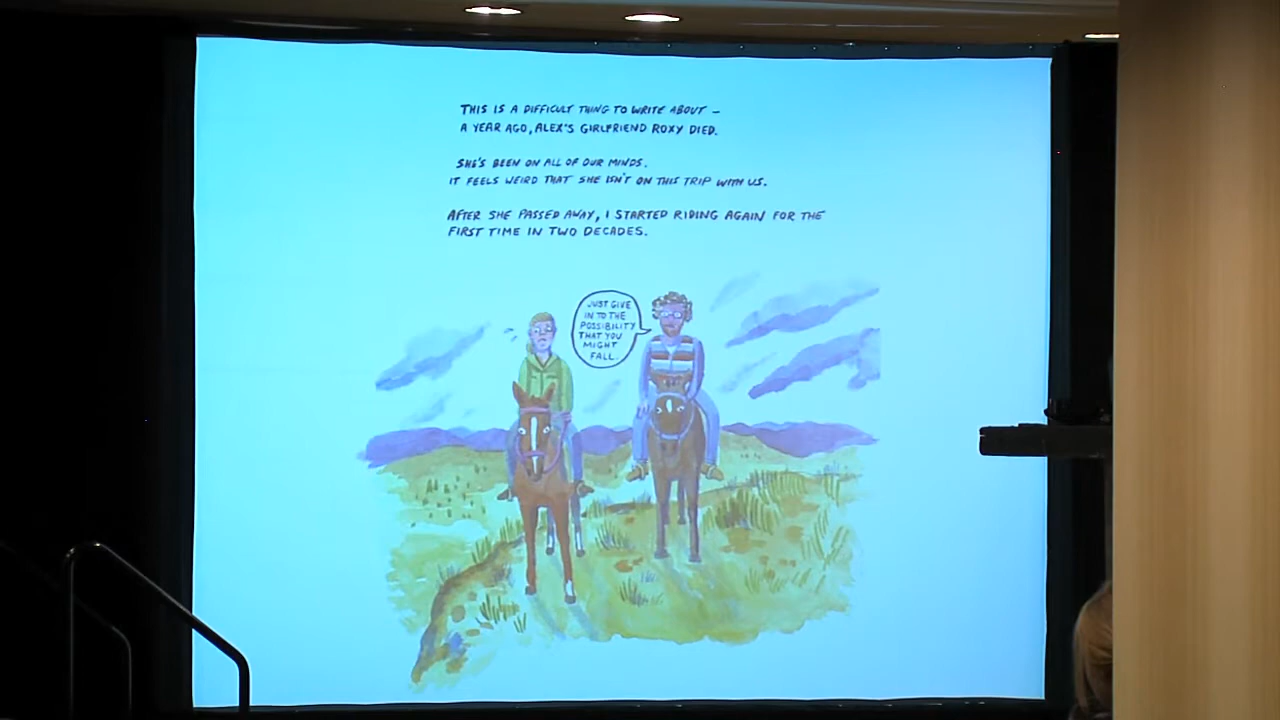 THIS IS A DIFFICULT THING TO WRITE ABOUT –
A YEAR AGO, ALEX'S GIRLFRIEND ROXY DIED.
SHE'S BEEN ON ALL OF OUR MINDS.
IT FEELS WEIRD THAT SHE ISN'T ON THIS TRIP WITH US.
AFTER SHE PASSED AWAY, I STARTED RIDING AGAIN FOR THE
FIRST TIME IN TWO DECADES.
JUST GIVE
IN TO THE
POSSIBILITY
THAT YOU
MIGHT
FALL.